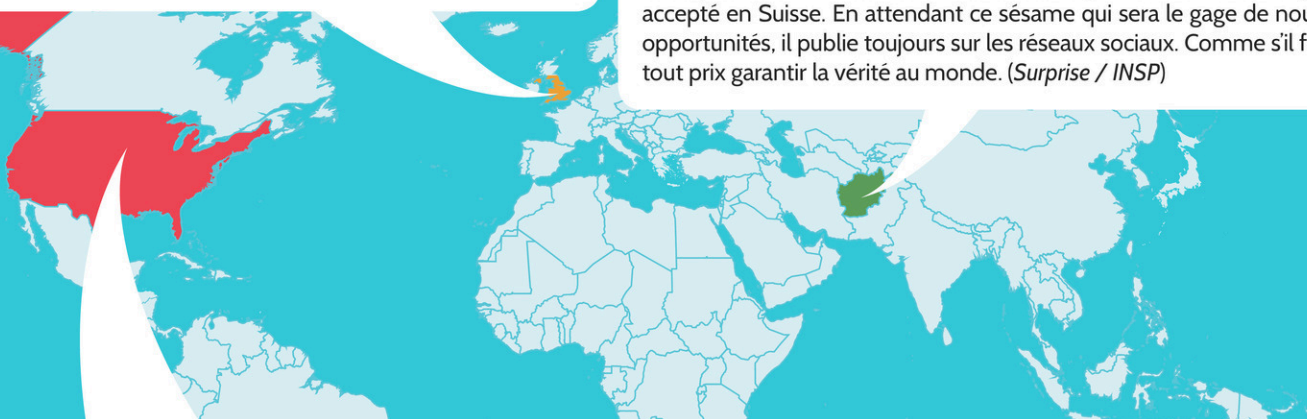 accepté en Suisse. En attendant ce sésame qui sera le gage de
opportunités, il publie toujours sur les réseaux sociaux. Comme s'il
tout prix garantir la vérité au monde. (Surprise / INSP)